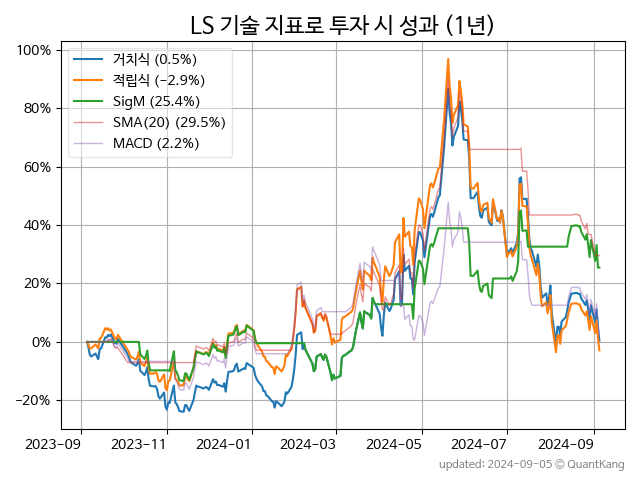 LS 기술 지표로 투자 시 성과 (1년)
100%
80%
60%
40%
20%
0%
−20%
거치식 (0.5%)
적립식 (−2.9%)
SigM (25.4%)
SMA(20) (29.5%)
MACD (2.2%)
2023-09
2023-11
2024-01
2024-03
2024-05
2024-07
2024-09
updated: 2024-09-05 © QuantKang